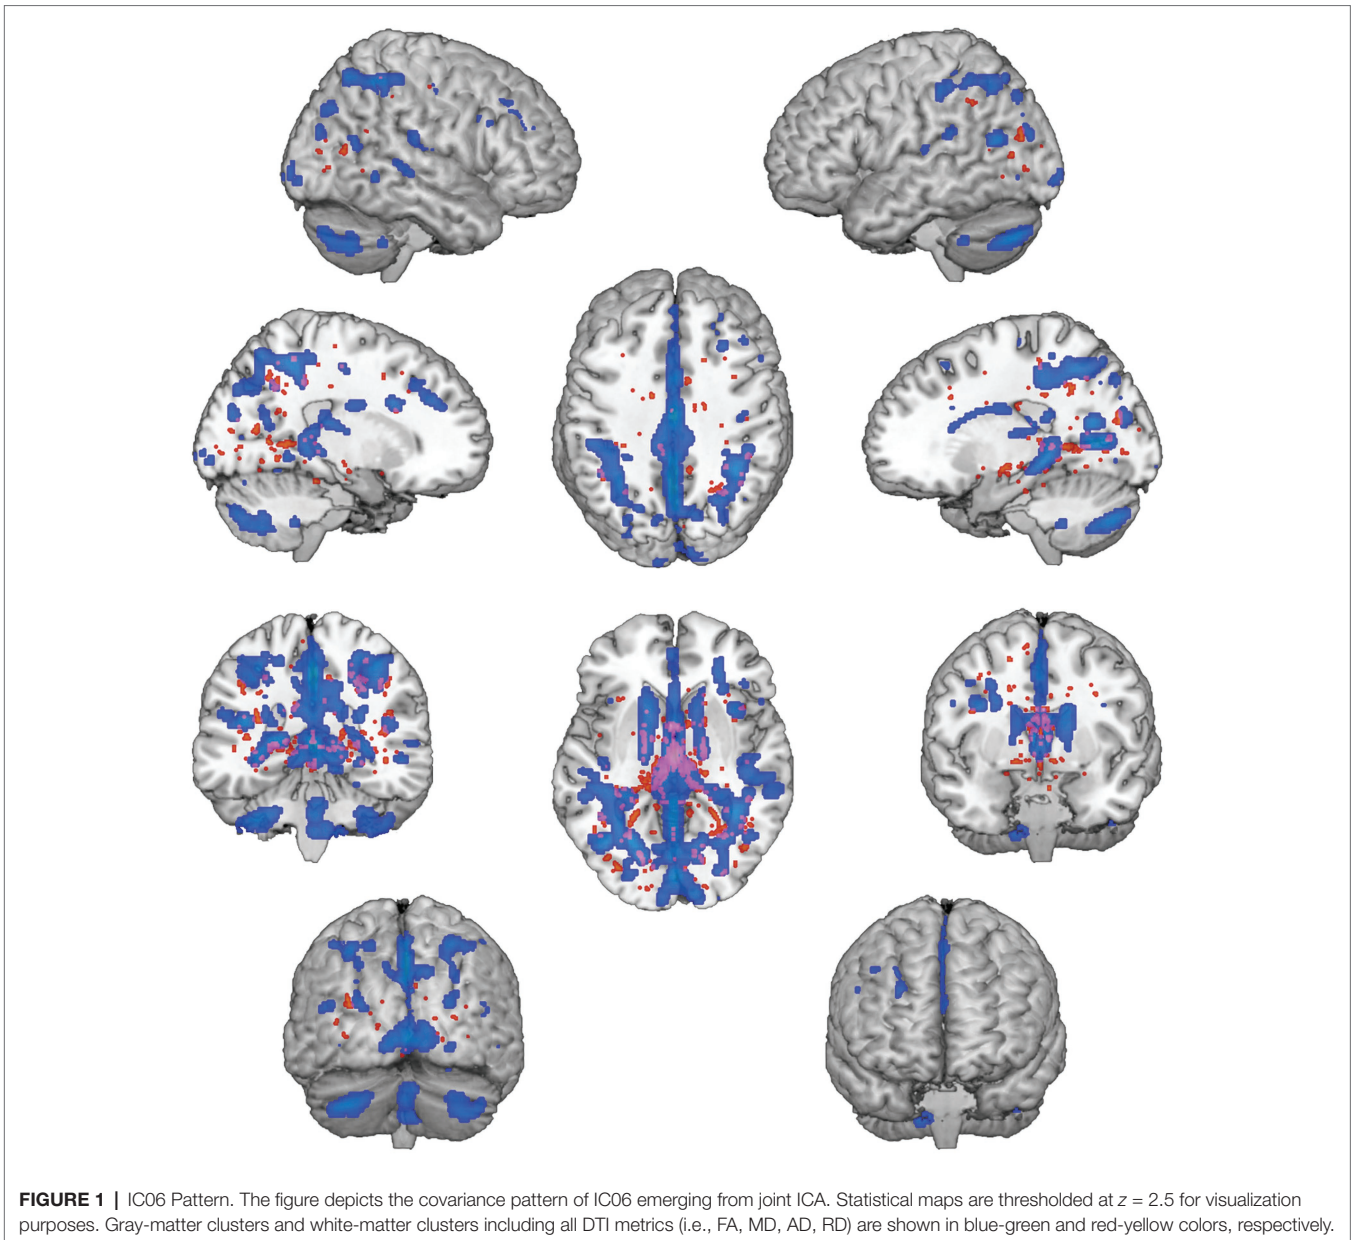 FIGURE 1 | IC06 Pattern. The figure depicts the covariance pattern of IC06 emerging from joint ICA. Statistical maps are thresholded at z = 2.5 for visualization
purposes. Gray-matter clusters and white-matter clusters including all DTI metrics (i.e., FA, MD, AD, RD) are shown in blue-green and red-yellow colors, respectively.